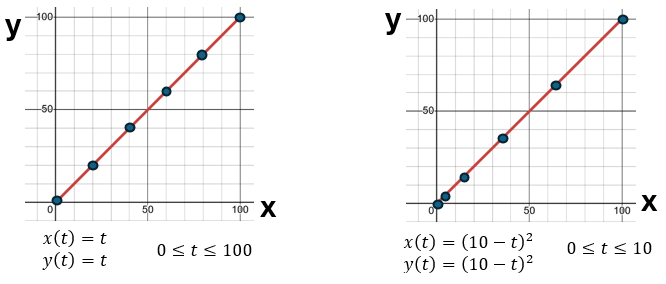 y
100
50
0
50
100
x
x(t) = t
y(t) = t
0 ≤ t ≤ 100
y
100
50
0
50
100
x
x(t) = (10 − t)²
y(t) = (10 − t)²
0 ≤ t ≤ 10